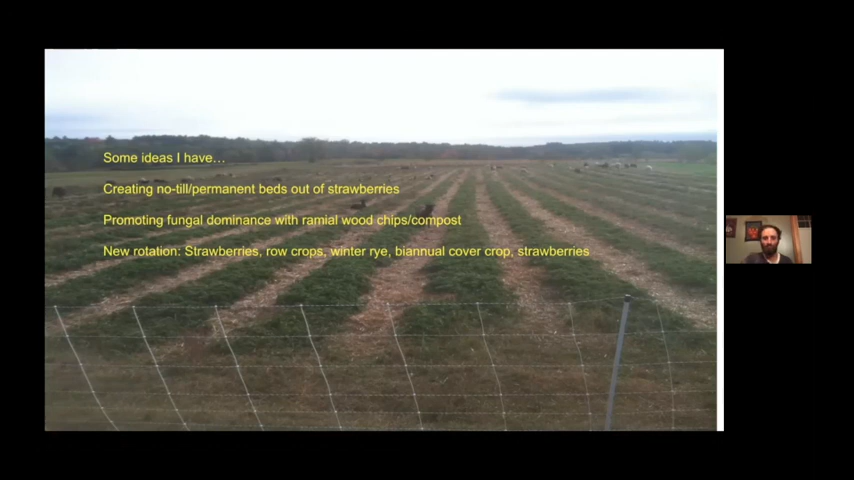 Some ideas I have...
Creating no-till/permanent beds out of strawberries
Promoting fungal dominance with ramial wood chips/compost
New rotation: Strawberries, row crops, winter rye, biannual cover crop, strawberries